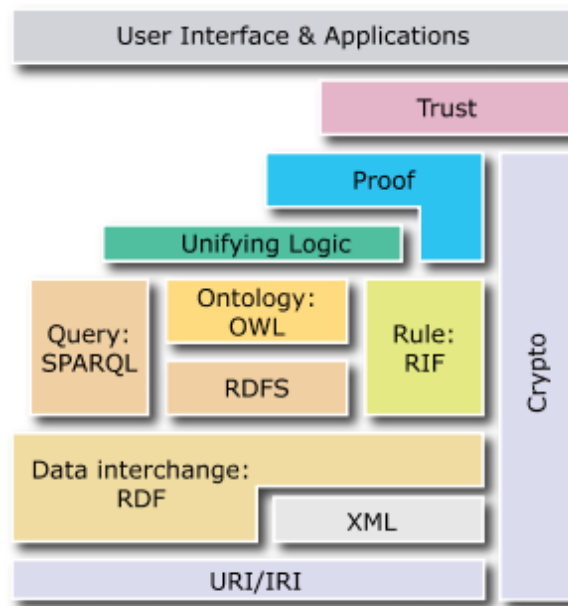 User Interface & Applications
Trust
Proof
Unifying Logic
Query:
SPARQL
Ontology:
OWL
RDFS
Rule:
RIF
Crypto
Data interchange:
RDF
XML
URI/IRI